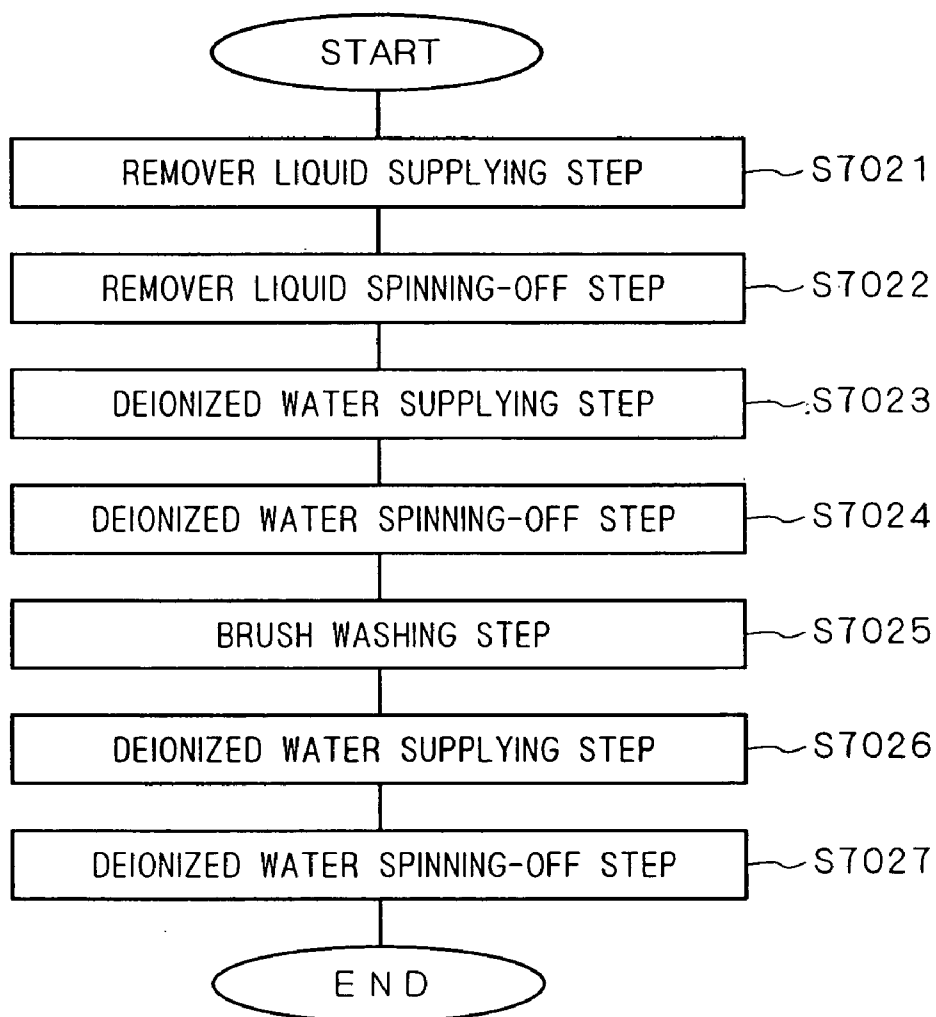 START
REMOVER LIQUID SUPPLYING STEP S7021
REMOVER LIQUID SPINNING-OFF STEP S7022
DEIONIZED WATER SUPPLYING STEP S7023
DEIONIZED WATER SPINNING-OFF STEP S7024
BRUSH WASHING STEP S7025
DEIONIZED WATER SUPPLYING STEP S7026
DEIONIZED WATER SPINNING-OFF STEP S7027
END